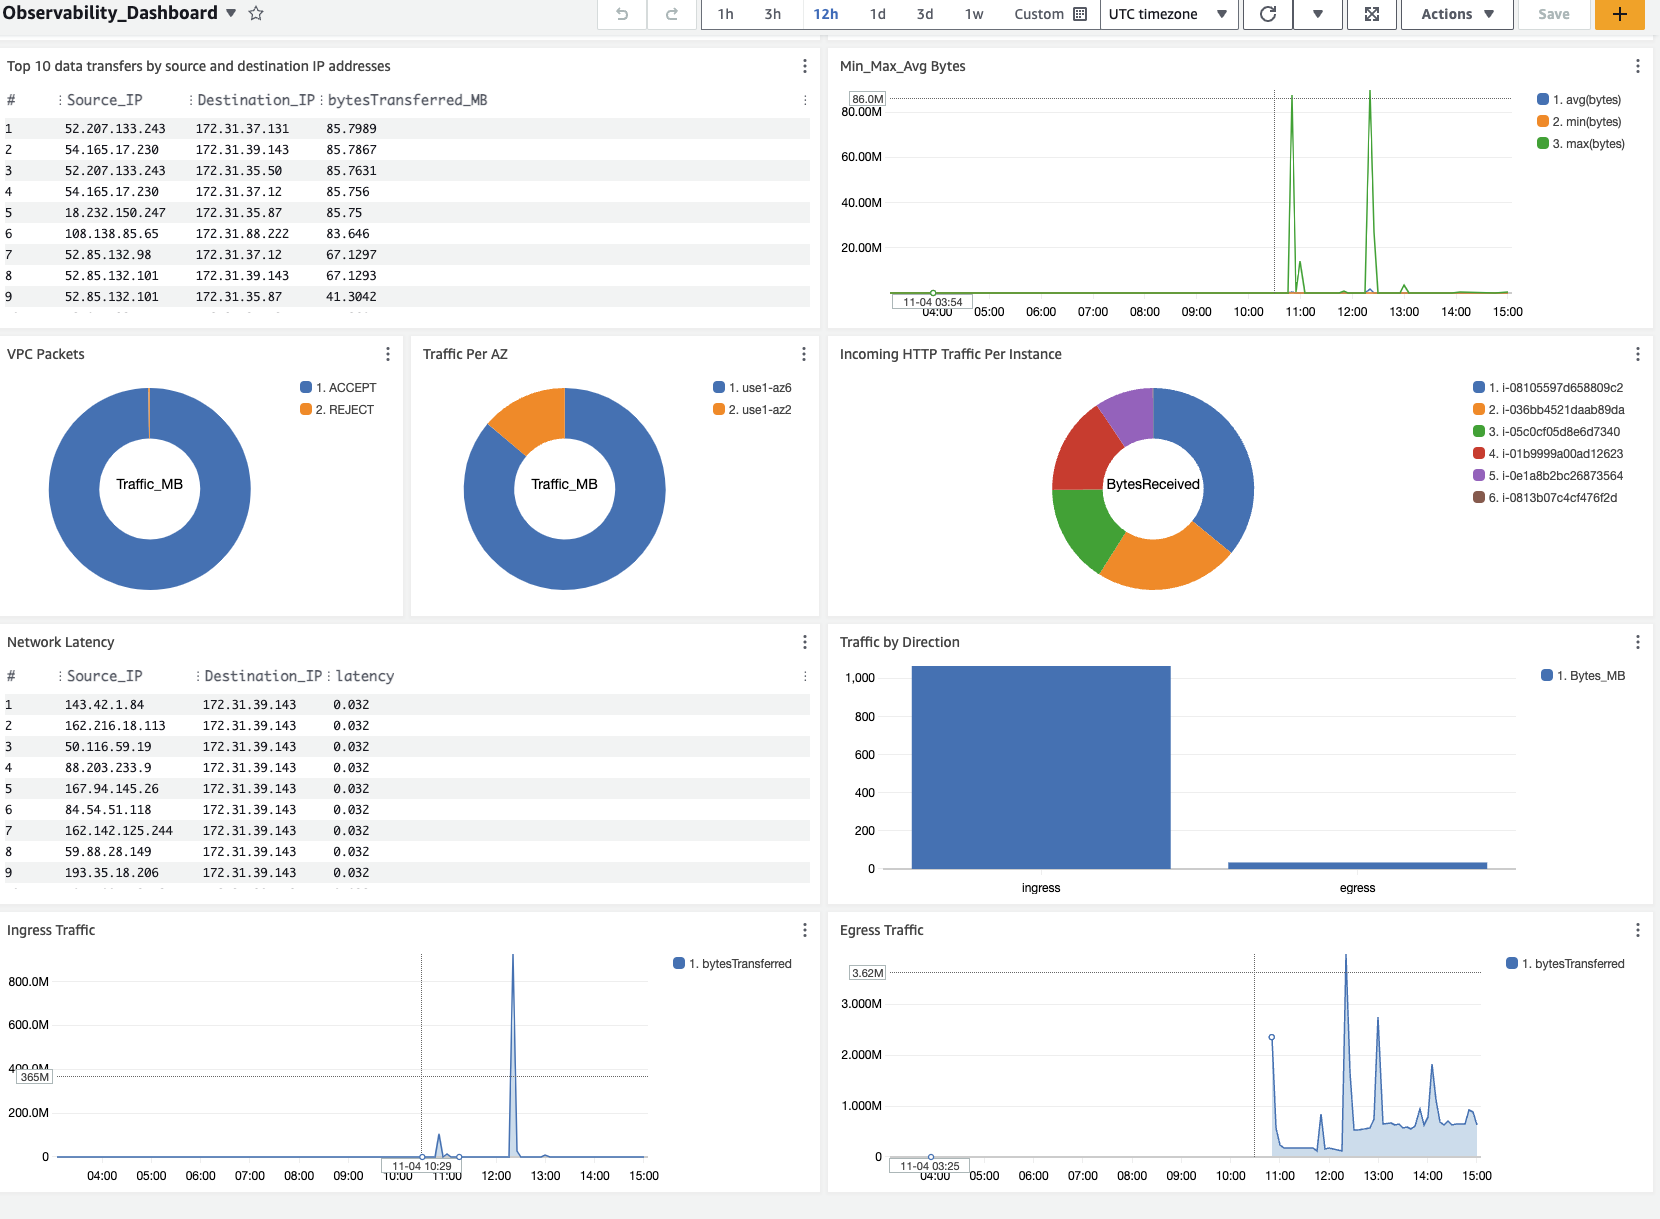 Observability_Dashboard
1h 3h 12h 1d 3d 1w Custom UTC timezone Actions Save +
Top 10 data transfers by source and destination IP addresses
# Source_IP Destination_IP bytesTransferred_MB
1 52.207.133.243 172.31.37.131 85.7989
2 54.165.17.230 172.31.39.143 85.7867
3 52.207.133.243 172.31.35.50 85.7631
4 54.165.17.230 172.31.37.12 85.756
5 18.232.150.247 172.31.35.87 85.75
6 108.138.85.65 172.31.88.222 83.646
7 52.85.132.98 172.31.37.12 67.1297
8 52.85.132.101 172.31.39.143 67.1293
9 52.85.132.101 172.31.35.87 41.3042
Min_Max_Avg Bytes
86.0M
80.00M
60.00M
40.00M
20.00M
11-04 03:54
04:00 05:00 06:00 07:00 08:00 09:00 10:00 11:00 12:00 13:00 14:00 15:00
1. avg(bytes)
2. min(bytes)
3. max(bytes)
VPC Packets
Traffic_MB
1. ACCEPT
2. REJECT
Traffic Per AZ
Traffic_MB
1. use1-az6
2. use1-az2
Incoming HTTP Traffic Per Instance
BytesReceived
1. i-08105597d658809c2
2. i-036bb4521daab89da
3. i-05c0cf05d8e6d7340
4. i-01b9999a00ad12623
5. i-0e1a8b2bc26873564
6. i-0813b07c4cf476f2d
Network Latency
# Source_IP Destination_IP latency
1 143.42.1.84 172.31.39.143 0.032
2 162.216.18.113 172.31.39.143 0.032
3 50.116.59.19 172.31.39.143 0.032
4 88.203.233.9 172.31.39.143 0.032
5 167.94.145.26 172.31.39.143 0.032
6 84.54.51.118 172.31.39.143 0.032
7 162.142.125.244 172.31.39.143 0.032
8 59.88.28.149 172.31.39.143 0.032
9 193.35.18.206 172.31.39.143 0.032
Traffic by Direction
1,000
800
600
400
200
0
ingress egress
1. Bytes_MB
Ingress Traffic
800.0M
600.0M
400.0M
365M
200.0M
0
11-04 10:29
04:00 05:00 06:00 07:00 08:00 09:00 10:00 11:00 12:00 13:00 14:00 15:00
1. bytesTransferred
Egress Traffic
3.62M
3.000M
2.000M
1.000M
0
11-04 03:25
04:00 05:00 06:00 07:00 08:00 09:00 10:00 11:00 12:00 13:00 14:00 15:00
1. bytesTransferred